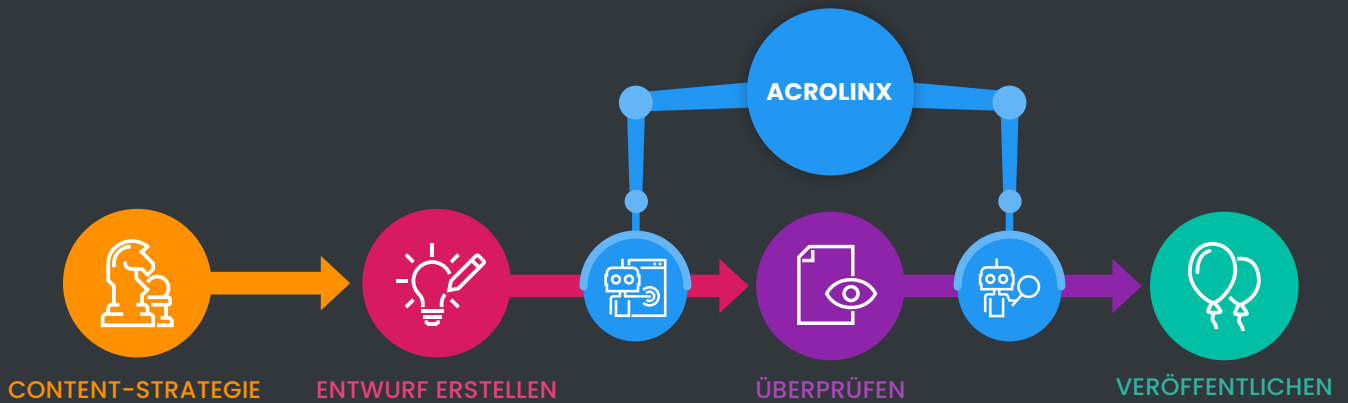 ACROLINX
CONTENT-STRATEGIE
ENTWURF ERSTELLEN
ÜBERPRÜFEN
VERÖFFENTLICHEN